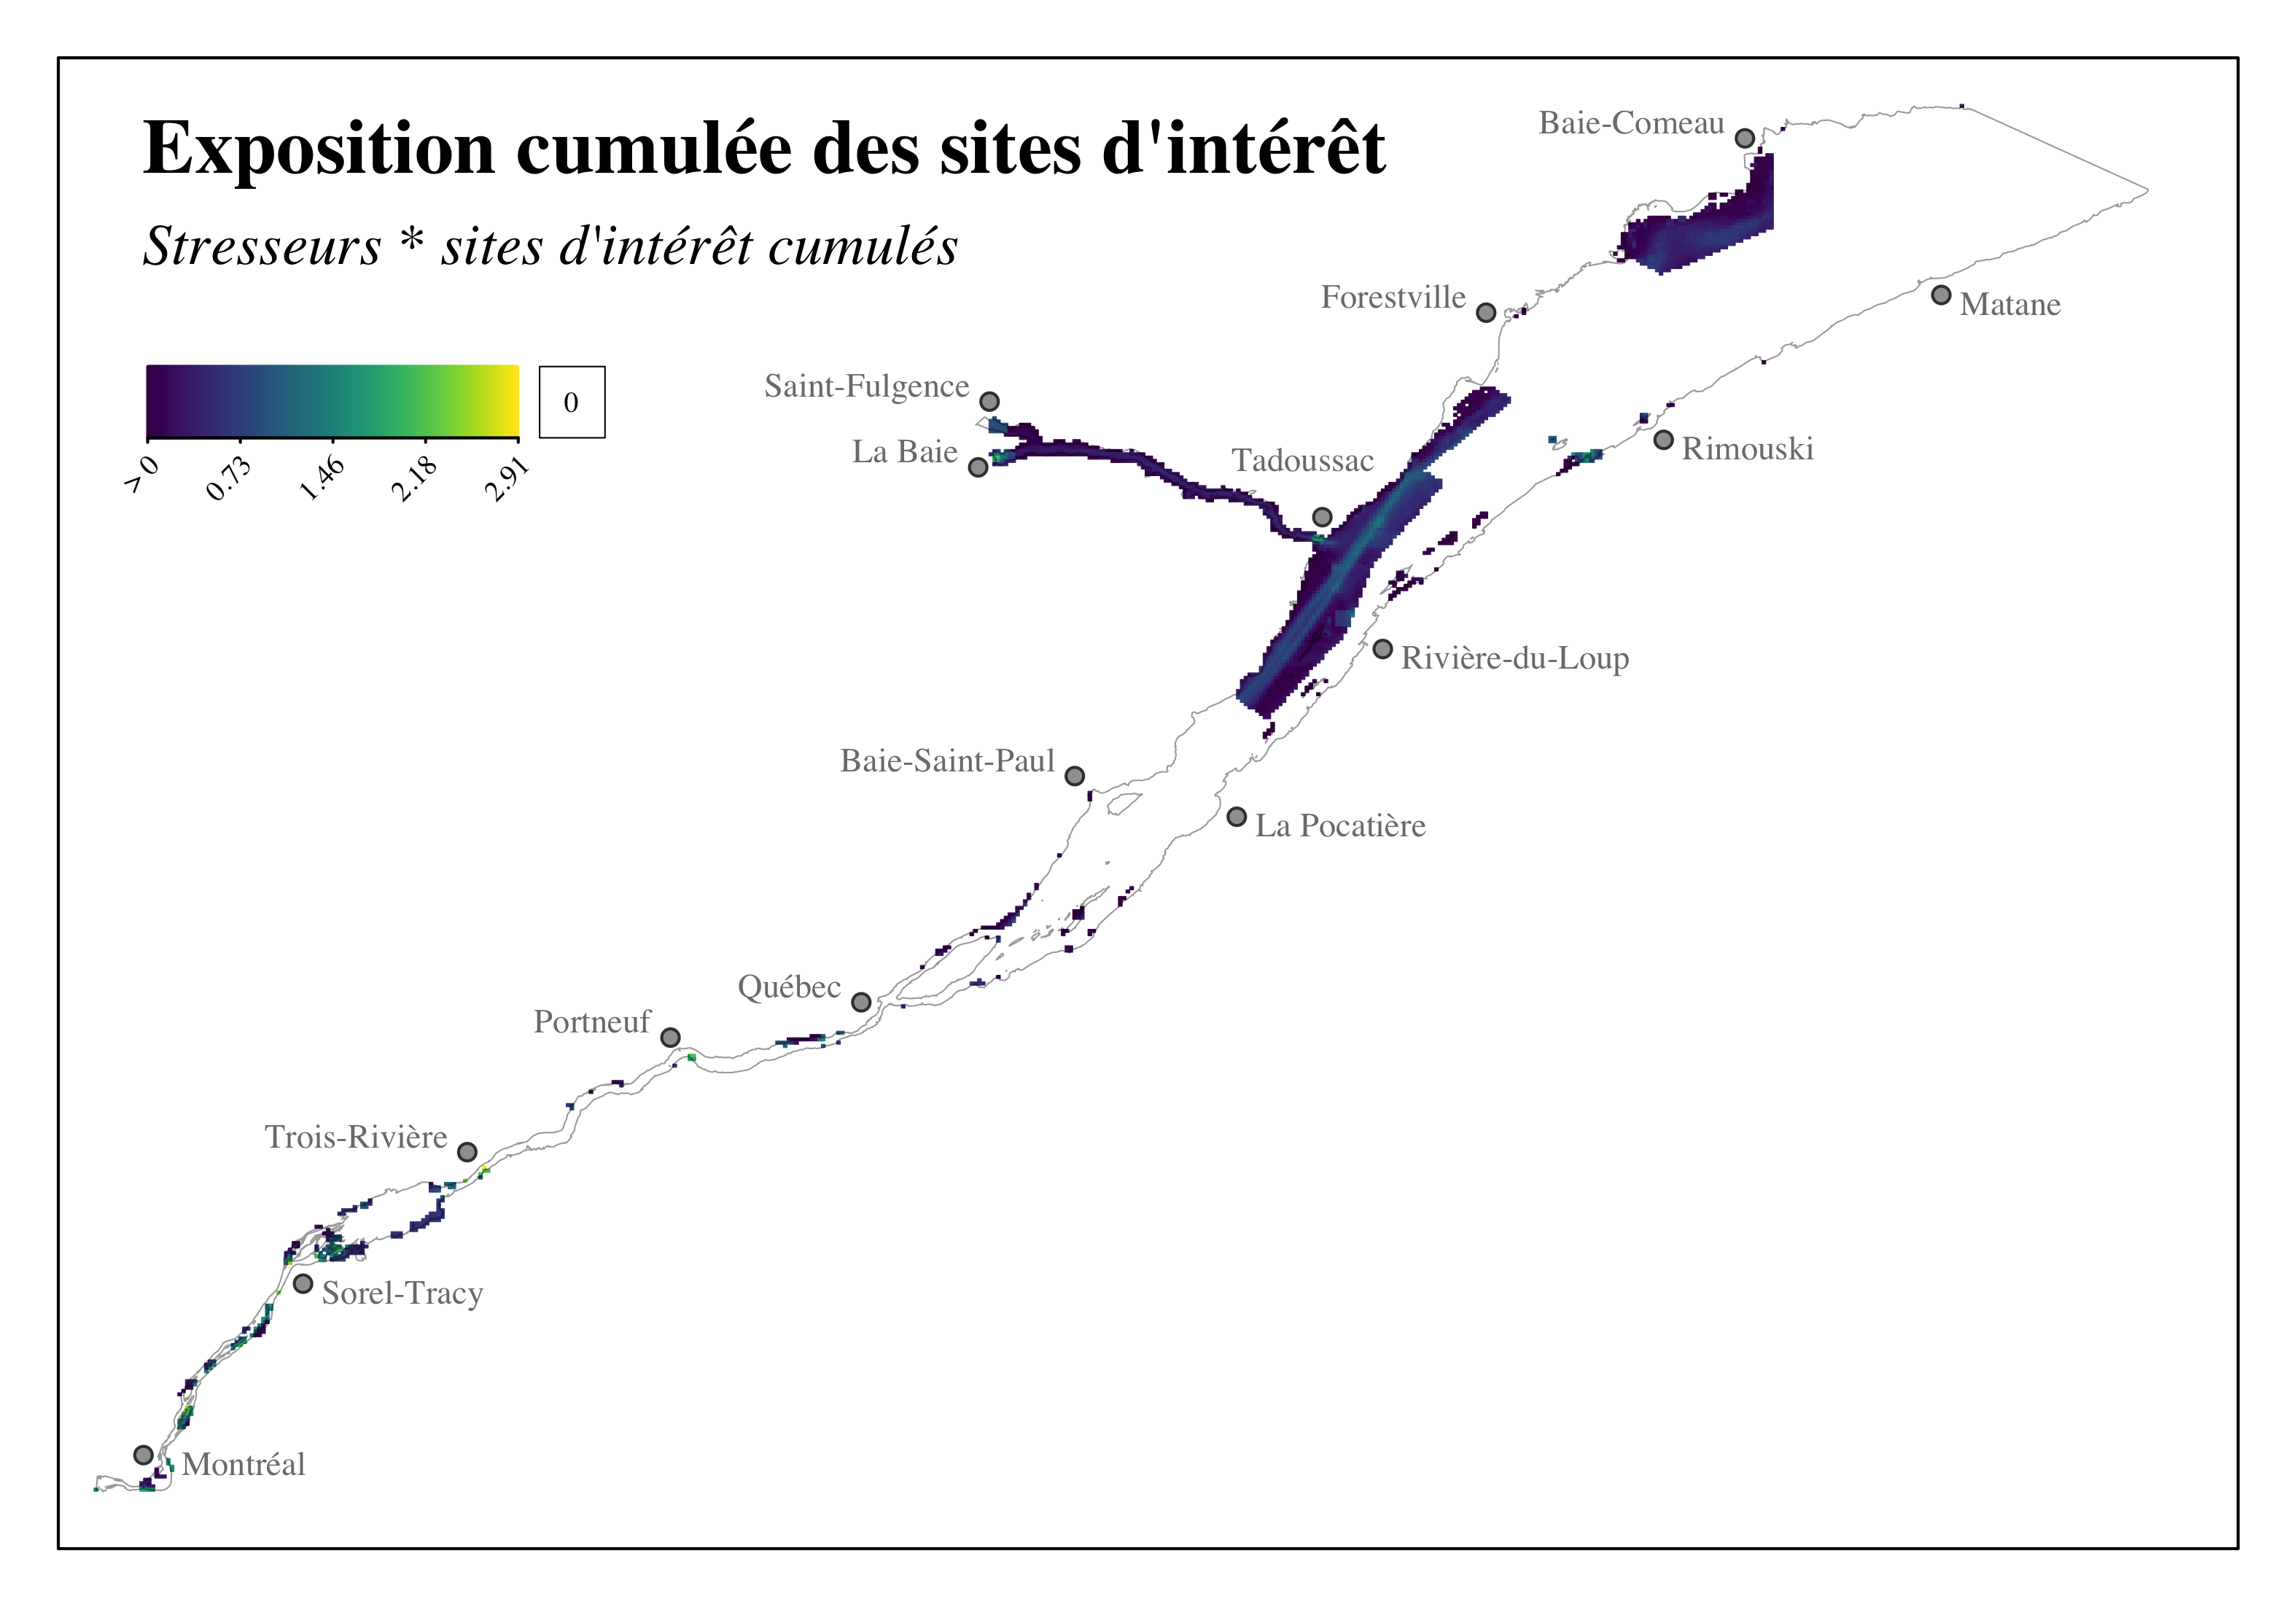 Exposition cumulée des sites d'intérêt
Stresseurs * sites d'intérêt cumulés
> 0
0.73
1.46
2.18
2.91
0
Baie-Comeau
Forestville
Matane
Saint-Fulgence
La Baie
Tadoussac
Rimouski
Rivière-du-Loup
Baie-Saint-Paul
La Pocatière
Québec
Portneuf
Trois-Rivière
Sorel-Tracy
Montréal